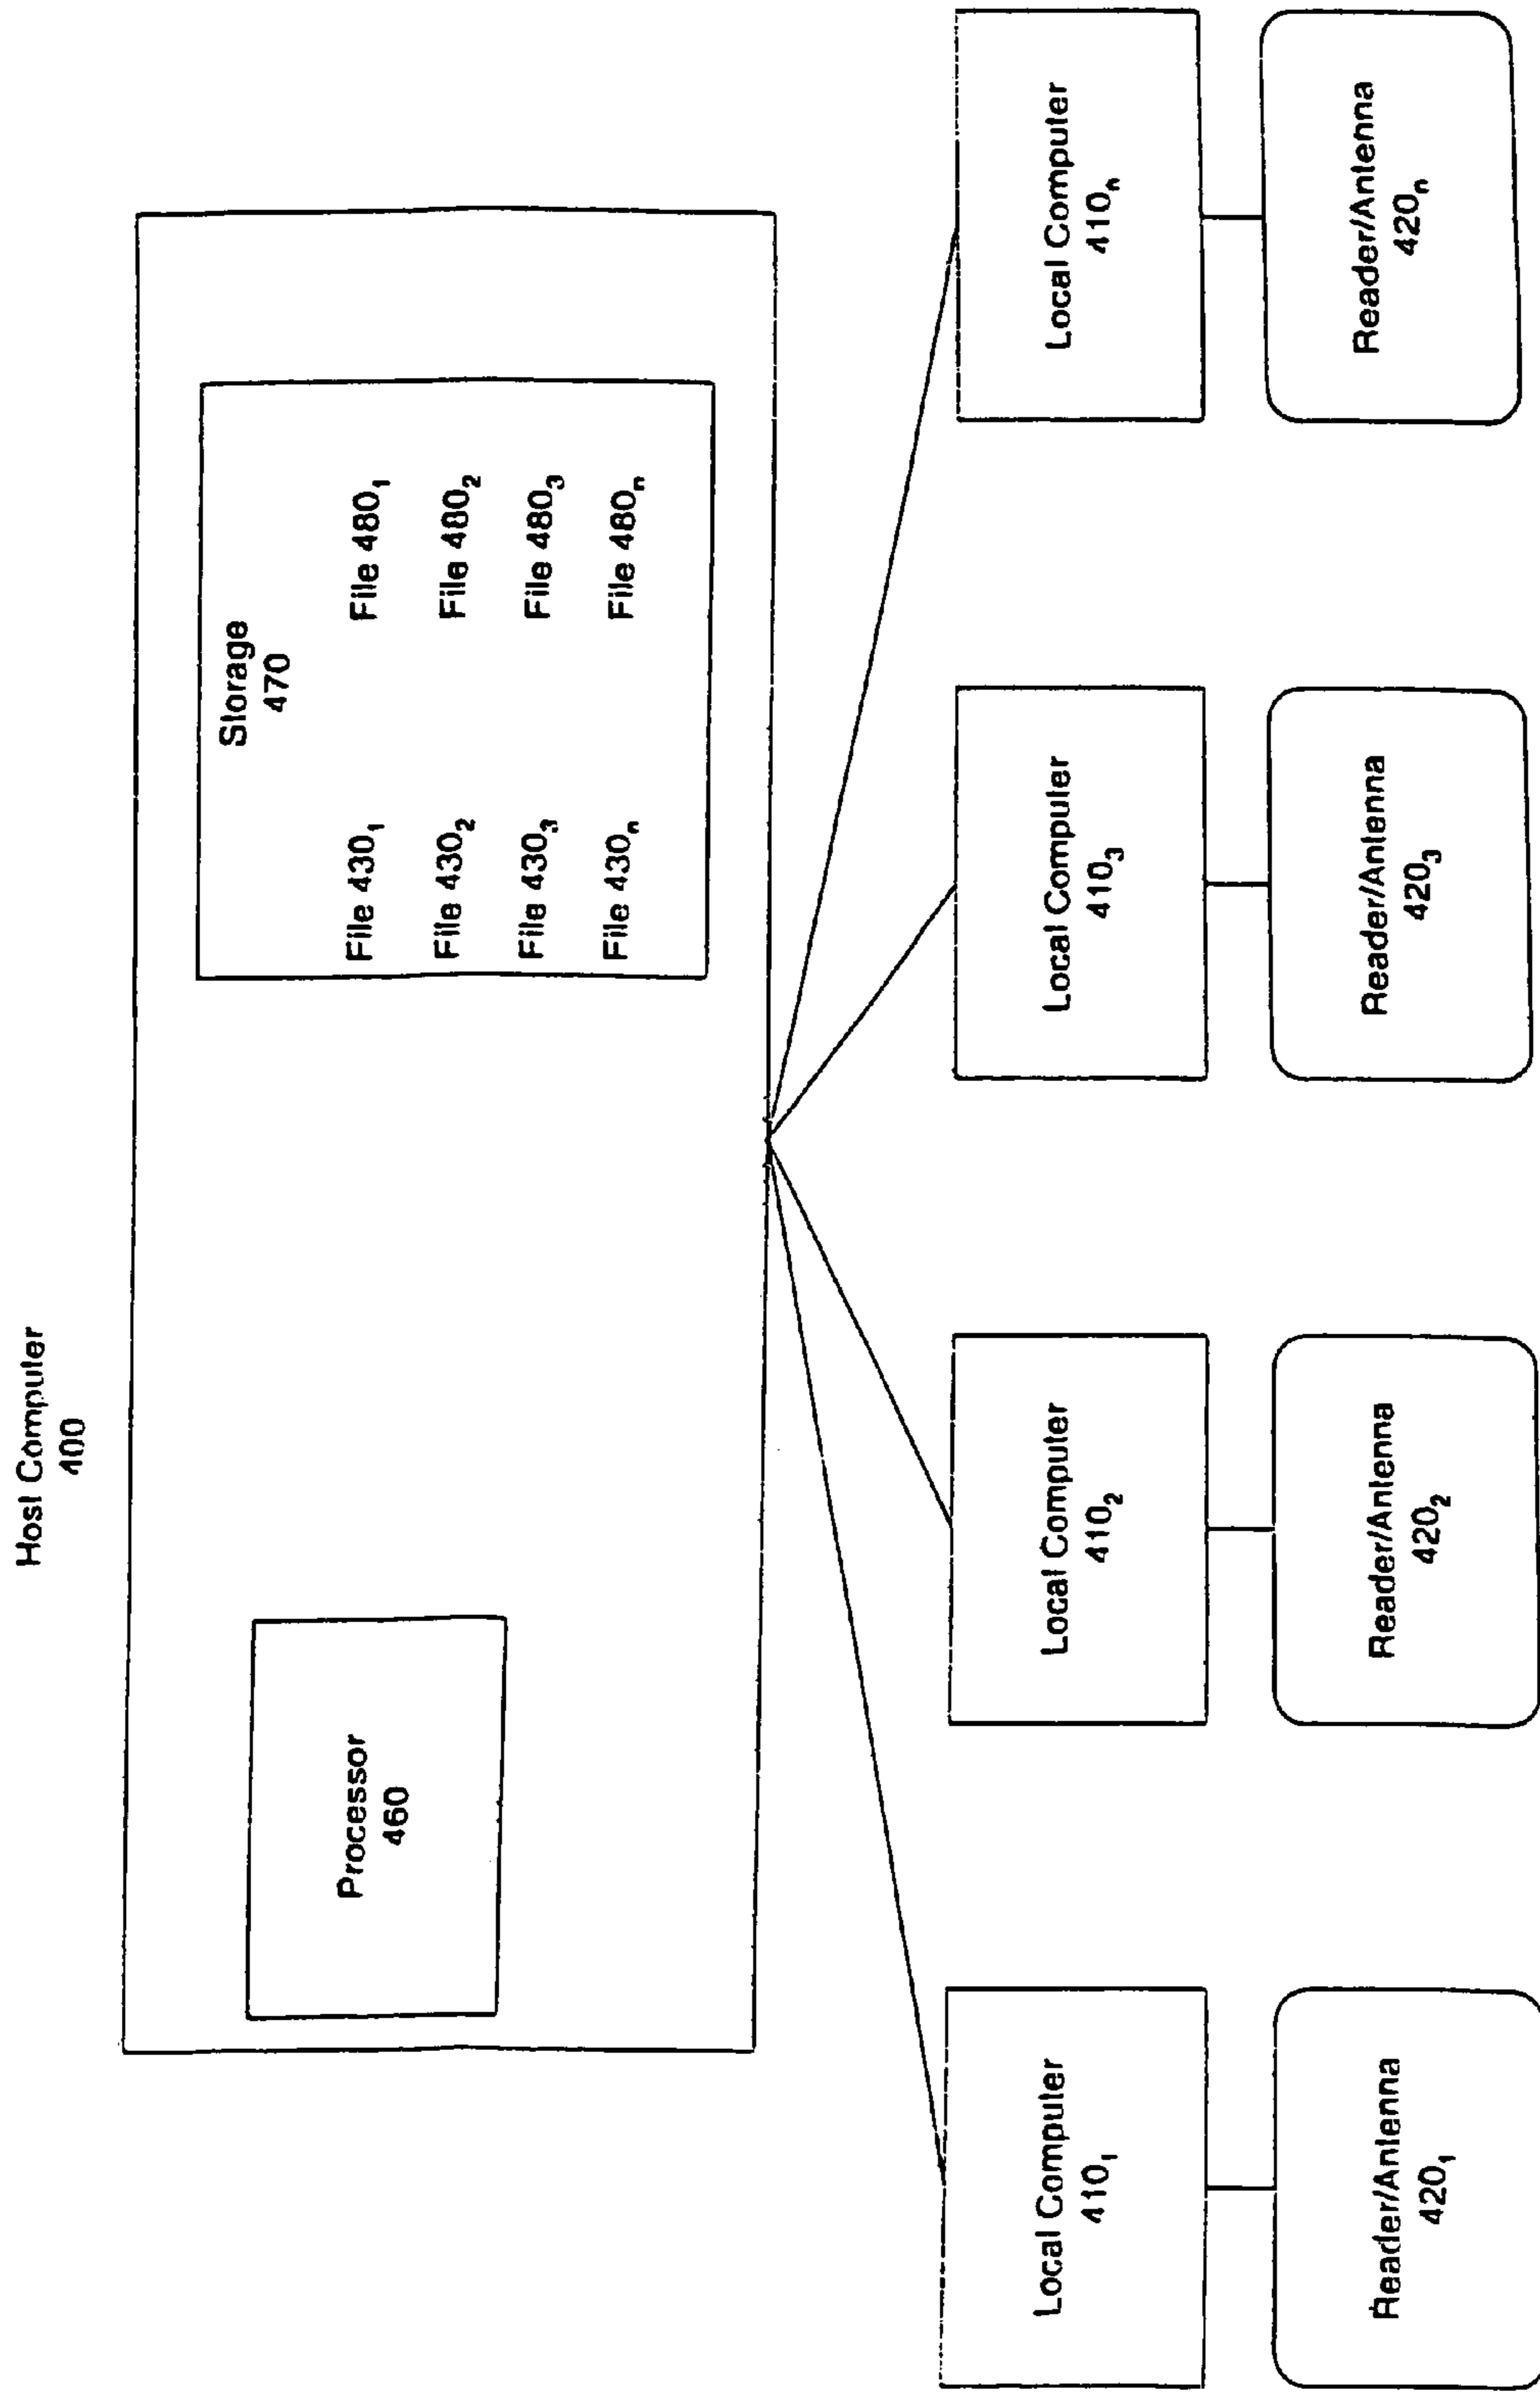 Host Computer
400
Processor
460
Storage
470
File 430₁ File 480₁
File 430₂ File 480₂
File 430₃ File 480₃
File 430ₙ File 480ₙ
Local Computer
410₁
Local Computer
410₂
Local Computer
410₃
Local Computer
410ₙ
Reader/Antenna
420₁
Reader/Antenna
420₂
Reader/Antenna
420₃
Reader/Antenna
420ₙ